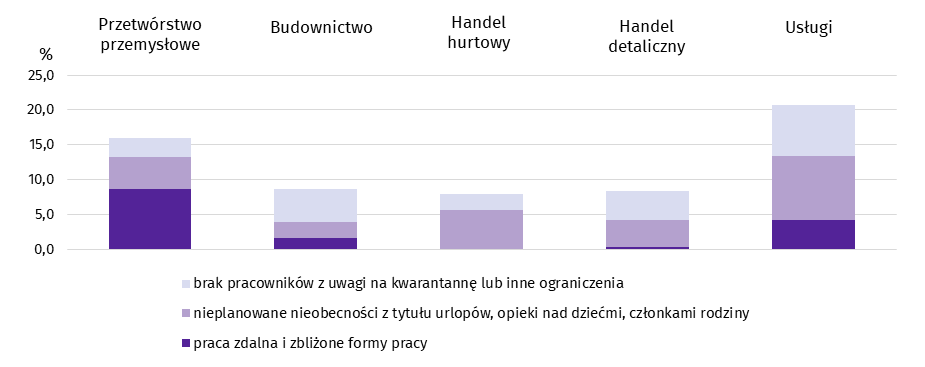 Przetwórstwo
przemysłowe
Budownictwo
Handel
hurtowy
Handel
detaliczny
Usługi
%
25,0
20,0
15,0
10,0
5,0
0,0
brak pracowników z uwagi na kwarantannę lub inne ograniczenia
nieplanowane nieobecności z tytułu urlopów, opieki nad dziećmi, członkami rodziny
praca zdalna i zbliżone formy pracy